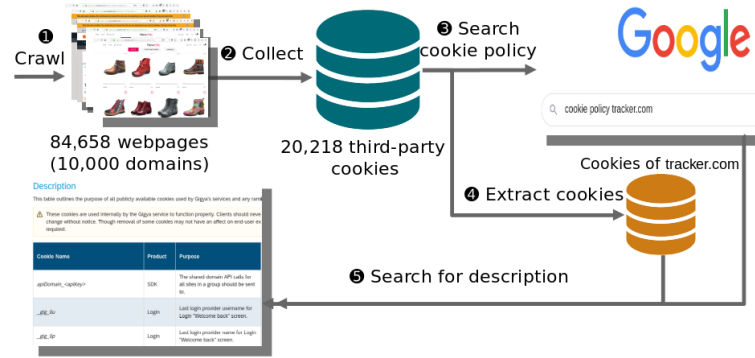 ❶
Crawl
❷ Collect
❸ Search
cookie policy
Google
cookie policy tracker.com
84,658 webpages
(10,000 domains)
20,218 third-party
cookies
Cookies of tracker.com
❹ Extract cookies
❺ Search for description
Description
This table outlines the purpose of all publicly available cookies used by Gigya's services and any
These cookies are used internally by the Gigya service to function properly. Clients should neve
change without notice. Though removal of some cookies may not have an affect on end-user ex
required.
Cookie Name Product Purpose
apiDomain_<apiKey> SDK The shared domain API calls for
all sites in a group should be sent
to.
_gig_llu Login Last login provider username for
Login "Welcome back" screen.
_gig_llp Login Last login provider name for Login
"Welcome back" screen.